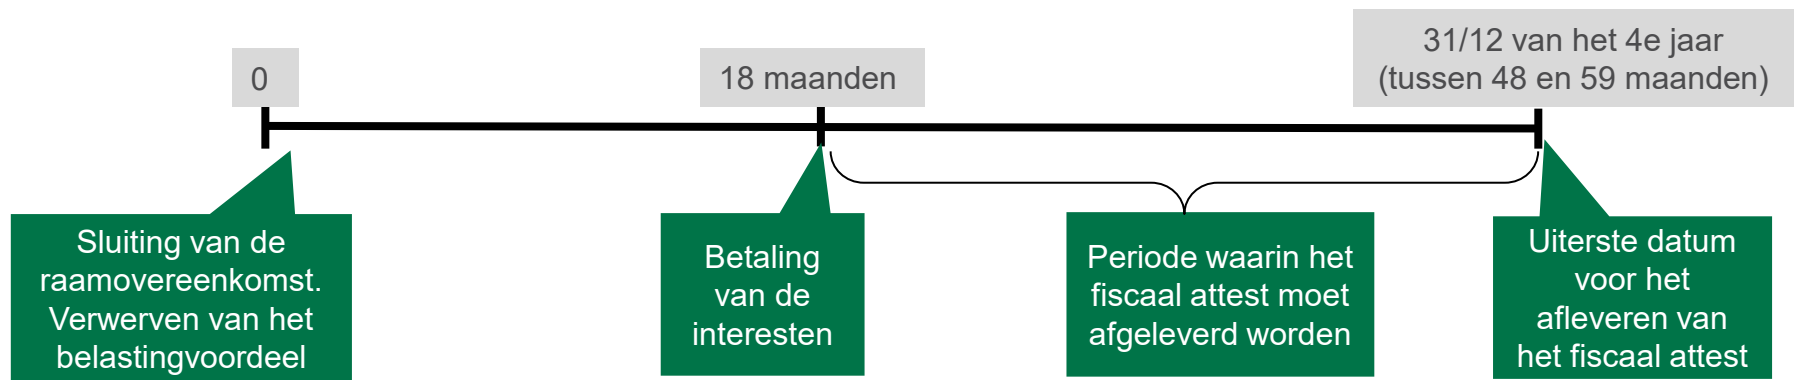 0
18 maanden
31/12 van het 4e jaar
(tussen 48 en 59 maanden)
Sluiting van de
raamovereenkomst.
Verwerven van het
belastingvoordeel
Betaling
van de
interesten
Periode waarin het
fiscaal attest moet
afgeleverd worden
Uiterste datum
voor het
afleveren van
het fiscaal attest